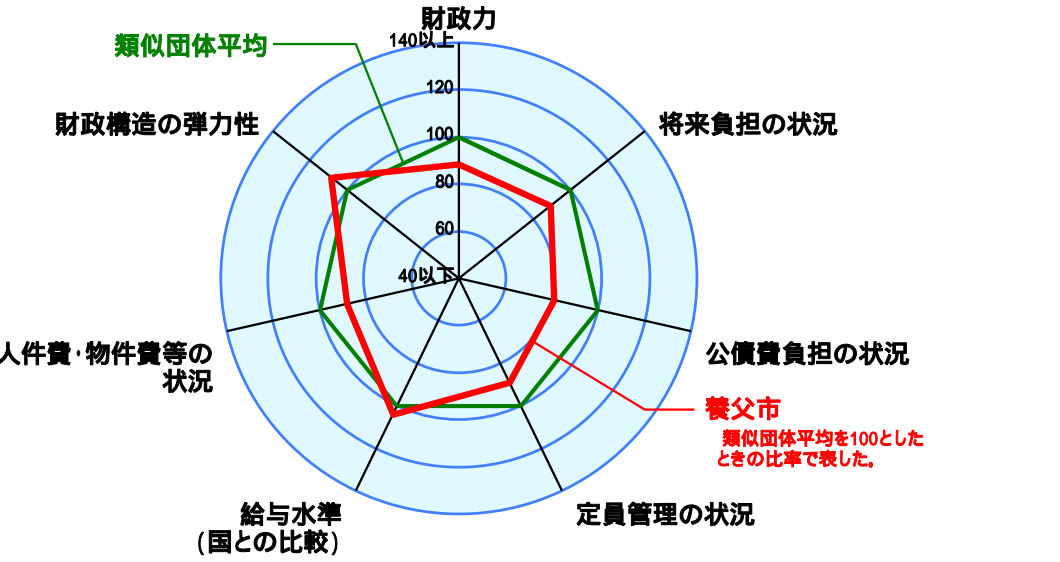 財政力
140以上
類似団体平均
120
財政構造の弾力性
将来負担の状況
100
80
60
40以下
人件費・物件費等の
状況
公債費負担の状況
養父市
類似団体平均を100とした
ときの比率で表した。
給与水準
(国との比較)
定員管理の状況